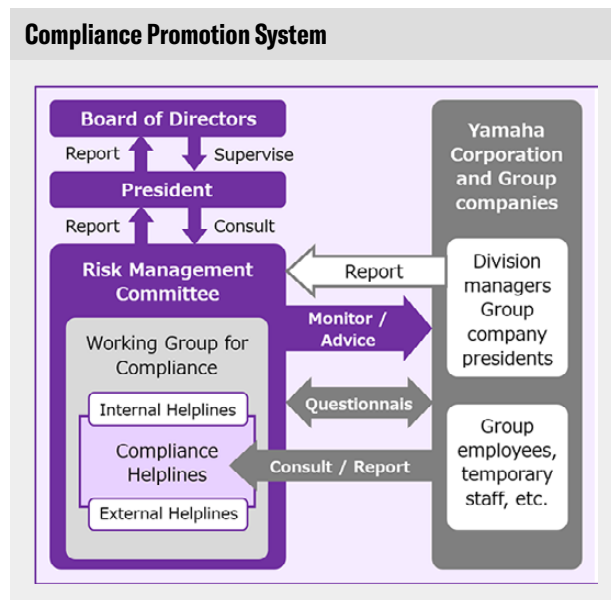 Compliance Promotion System
Board of Directors
Report
Supervise
President
Report
Consult
Risk Management
Committee
Working Group for
Compliance
Internal Helplines
Compliance
Helplines
External Helplines
Report
Monitor /
Advice
Questionnais
Consult / Report
Yamaha
Corporation
and Group
companies
Division
managers
Group
company
presidents
Group
employees,
temporary
staff, etc.